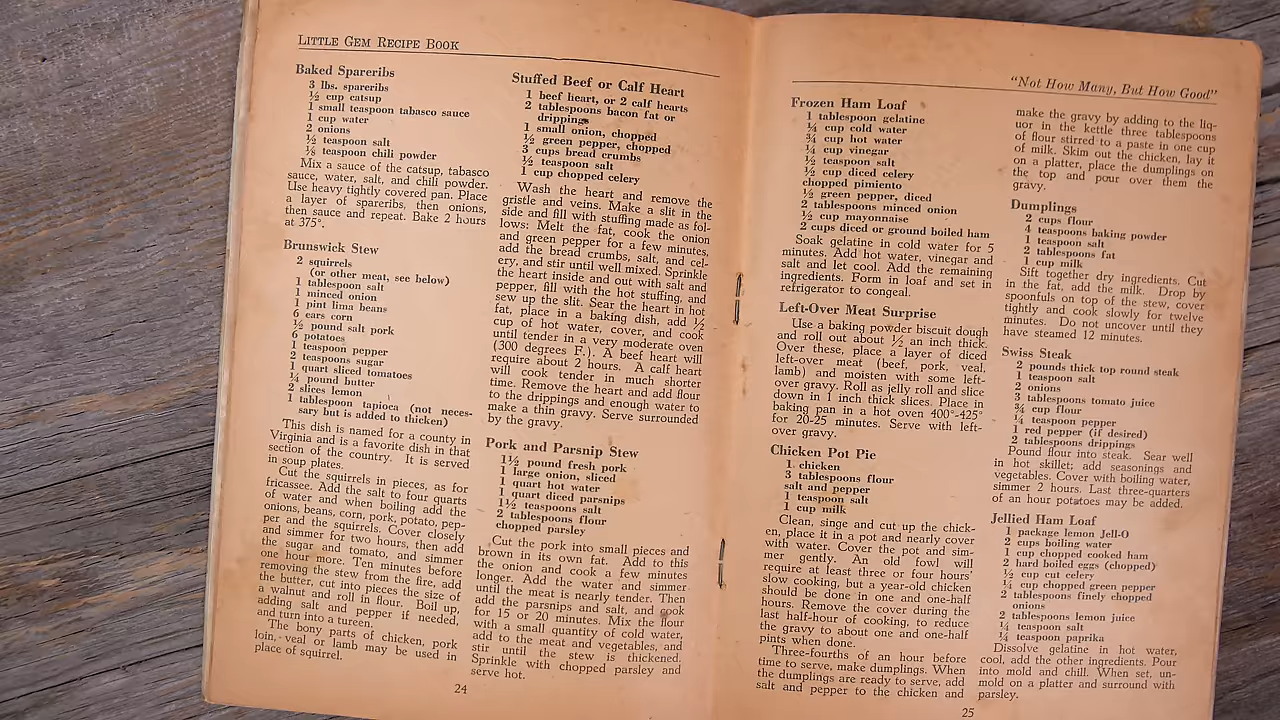 LITTLE GEM RECIPE BOOK
Baked Spareribs
3 lbs. spareribs
½ cup catsup
1 small teaspoon tabasco sauce
1 cup water
2 onions
½ teaspoon salt
⅛ teaspoon chili powder
Mix a sauce of the catsup, tabasco
sauce, water, salt, and chili powder.
Use heavy tightly covered pan. Place
a layer of spareribs, then onions,
then sauce and repeat. Bake 2 hours
at 375°.
Brunswick Stew
2 squirrels
(or other meat, see below)
1 tablespoon salt
1 minced onion
1 pint lima beans
6 ears corn
½ pound salt pork
6 potatoes
1 teaspoon pepper
2 teaspoons sugar
1 quart sliced tomatoes
¼ pound butter
2 slices lemon
1 tablespoon tapioca (not neces-
sary but is added to thicken)
This dish is named for a county in
Virginia and is a favorite dish in that
section of the country. It is served
in soup plates.
Cut the squirrels in pieces, as for
fricassee. Add the salt to four quarts
of water and when boiling add the
onions, beans, corn, pork, potato, pep-
per and the squirrels. Cover closely
and simmer for two hours, then add
the sugar and tomato, and simmer
one hour more. Ten minutes before
removing the stew from the fire, add
the butter, cut into pieces the size of
a walnut and roll in flour. Boil up,
adding salt and pepper if needed,
and turn into a tureen.
The bony parts of chicken, pork
loin, veal or lamb may be used in
place of squirrel.
Stuffed Beef or Calf Heart
1 beef heart, or 2 calf hearts
2 tablespoons bacon fat or
drippings
1 small onion, chopped
½ green pepper, chopped
3 cups bread crumbs
½ teaspoon salt
1 cup chopped celery
Wash the heart and remove the
gristle and veins. Make a slit in the
side and fill with stuffing made as fol-
lows: Melt the fat, cook the onion
and green pepper for a few minutes,
add the bread crumbs, salt, and cel-
ery, and stir until well mixed. Sprinkle
the heart inside and out with salt and
pepper, fill with the hot stuffing, and
sew up the slit. Sear the heart in hot
fat, place in a baking dish, add ½
cup of hot water, cover, and cook
until tender in a very moderate oven
(300 degrees F.). A beef heart will
require about 2 hours. A calf heart
will cook tender in much shorter
time. Remove the heart and add flour
to the drippings and enough water to
make a thin gravy. Serve surrounded
by the gravy.
Pork and Parsnip Stew
1½ pound fresh pork
1 large onion, sliced
1 quart hot water
1 quart diced parsnips
1½ teaspoons salt
2 tablespoons flour
chopped parsley
Cut the pork into small pieces and
brown in its own fat. Add to this
the onion and cook a few minutes
longer. Add the water and simmer
until the meat is nearly tender. Then
add the parsnips and salt, and cook
for 15 or 20 minutes. Mix the flour
with a small quantity of cold water,
add to the meat and vegetables, and
stir until the stew is thickened.
Sprinkle with chopped parsley and
serve hot.
24
"Not How Many, But How Good"
Frozen Ham Loaf
1 tablespoon gelatine
¼ cup cold water
¾ cup hot water
¼ cup vinegar
½ teaspoon salt
½ cup diced celery
chopped pimiento
½ green pepper, diced
2 tablespoons minced onion
½ cup mayonnaise
2 cups diced or ground boiled ham
Soak gelatine in cold water for 5
minutes. Add hot water, vinegar and
salt and let cool. Add the remaining
ingredients. Form in loaf and set in
refrigerator to congeal.
Left-Over Meat Surprise
Use a baking powder biscuit dough
and roll out about ½ an inch thick.
Over these, place a layer of diced
left-over meat (beef, pork, veal,
lamb) and moisten with some left-
over gravy. Roll as jelly roll and slice
down in 1 inch thick slices. Place in
baking pan in a hot oven 400°-425°
for 20-25 minutes. Serve with left-
over gravy.
Chicken Pot Pie
1 chicken
3 tablespoons flour
salt and pepper
1 teaspoon salt
1 cup milk
Clean, singe and cut up the chick-
en, place it in a pot and nearly cover
with water. Cover the pot and sim-
mer gently. An old fowl will
require at least three or four hours'
slow cooking, but a year-old chicken
should be done in one and one-half
hours. Remove the cover during the
last half-hour of cooking, to reduce
the gravy to about one and one-half
pints when done.
Three-fourths of an hour before
time to serve, make dumplings. When
the dumplings are ready to serve, add
salt and pepper to the chicken and
make the gravy by adding to the liq-
uor in the kettle three tablespoons
of flour stirred to a paste in one cup
of milk. Skim out the chicken, lay it
on a platter, place the dumplings on
the top and pour over them the
gravy.
Dumplings
2 cups flour
4 teaspoons baking powder
1 teaspoon salt
2 tablespoons fat
1 cup milk
Sift together dry ingredients. Cut
in the fat, add the milk. Drop by
spoonfuls on top of the stew, cover
tightly and cook slowly for twelve
minutes. Do not uncover until they
have steamed 12 minutes.
Swiss Steak
2 pounds thick top round steak
1 teaspoon salt
2 onions
3 tablespoons tomato juice
¾ cup flour
¼ teaspoon pepper
1 red pepper (if desired)
2 tablespoons drippings
Pound flour into steak. Sear well
in hot skillet; add seasonings and
vegetables. Cover with boiling water,
simmer 2 hours. Last three-quarters
of an hour potatoes may be added.
Jellied Ham Loaf
1 package lemon Jell-O
2 cups boiling water
1 cup chopped cooked ham
2 hard boiled eggs (chopped)
½ cup cut celery
¼ cup chopped green pepper
2 tablespoons finely chopped
onions
2 tablespoons lemon juice
¼ teaspoon salt
¼ teaspoon paprika
Dissolve gelatine in hot water,
cool, add the other ingredients. Pour
into mold and chill. When set, un-
mold on a platter and surround with
parsley.
25